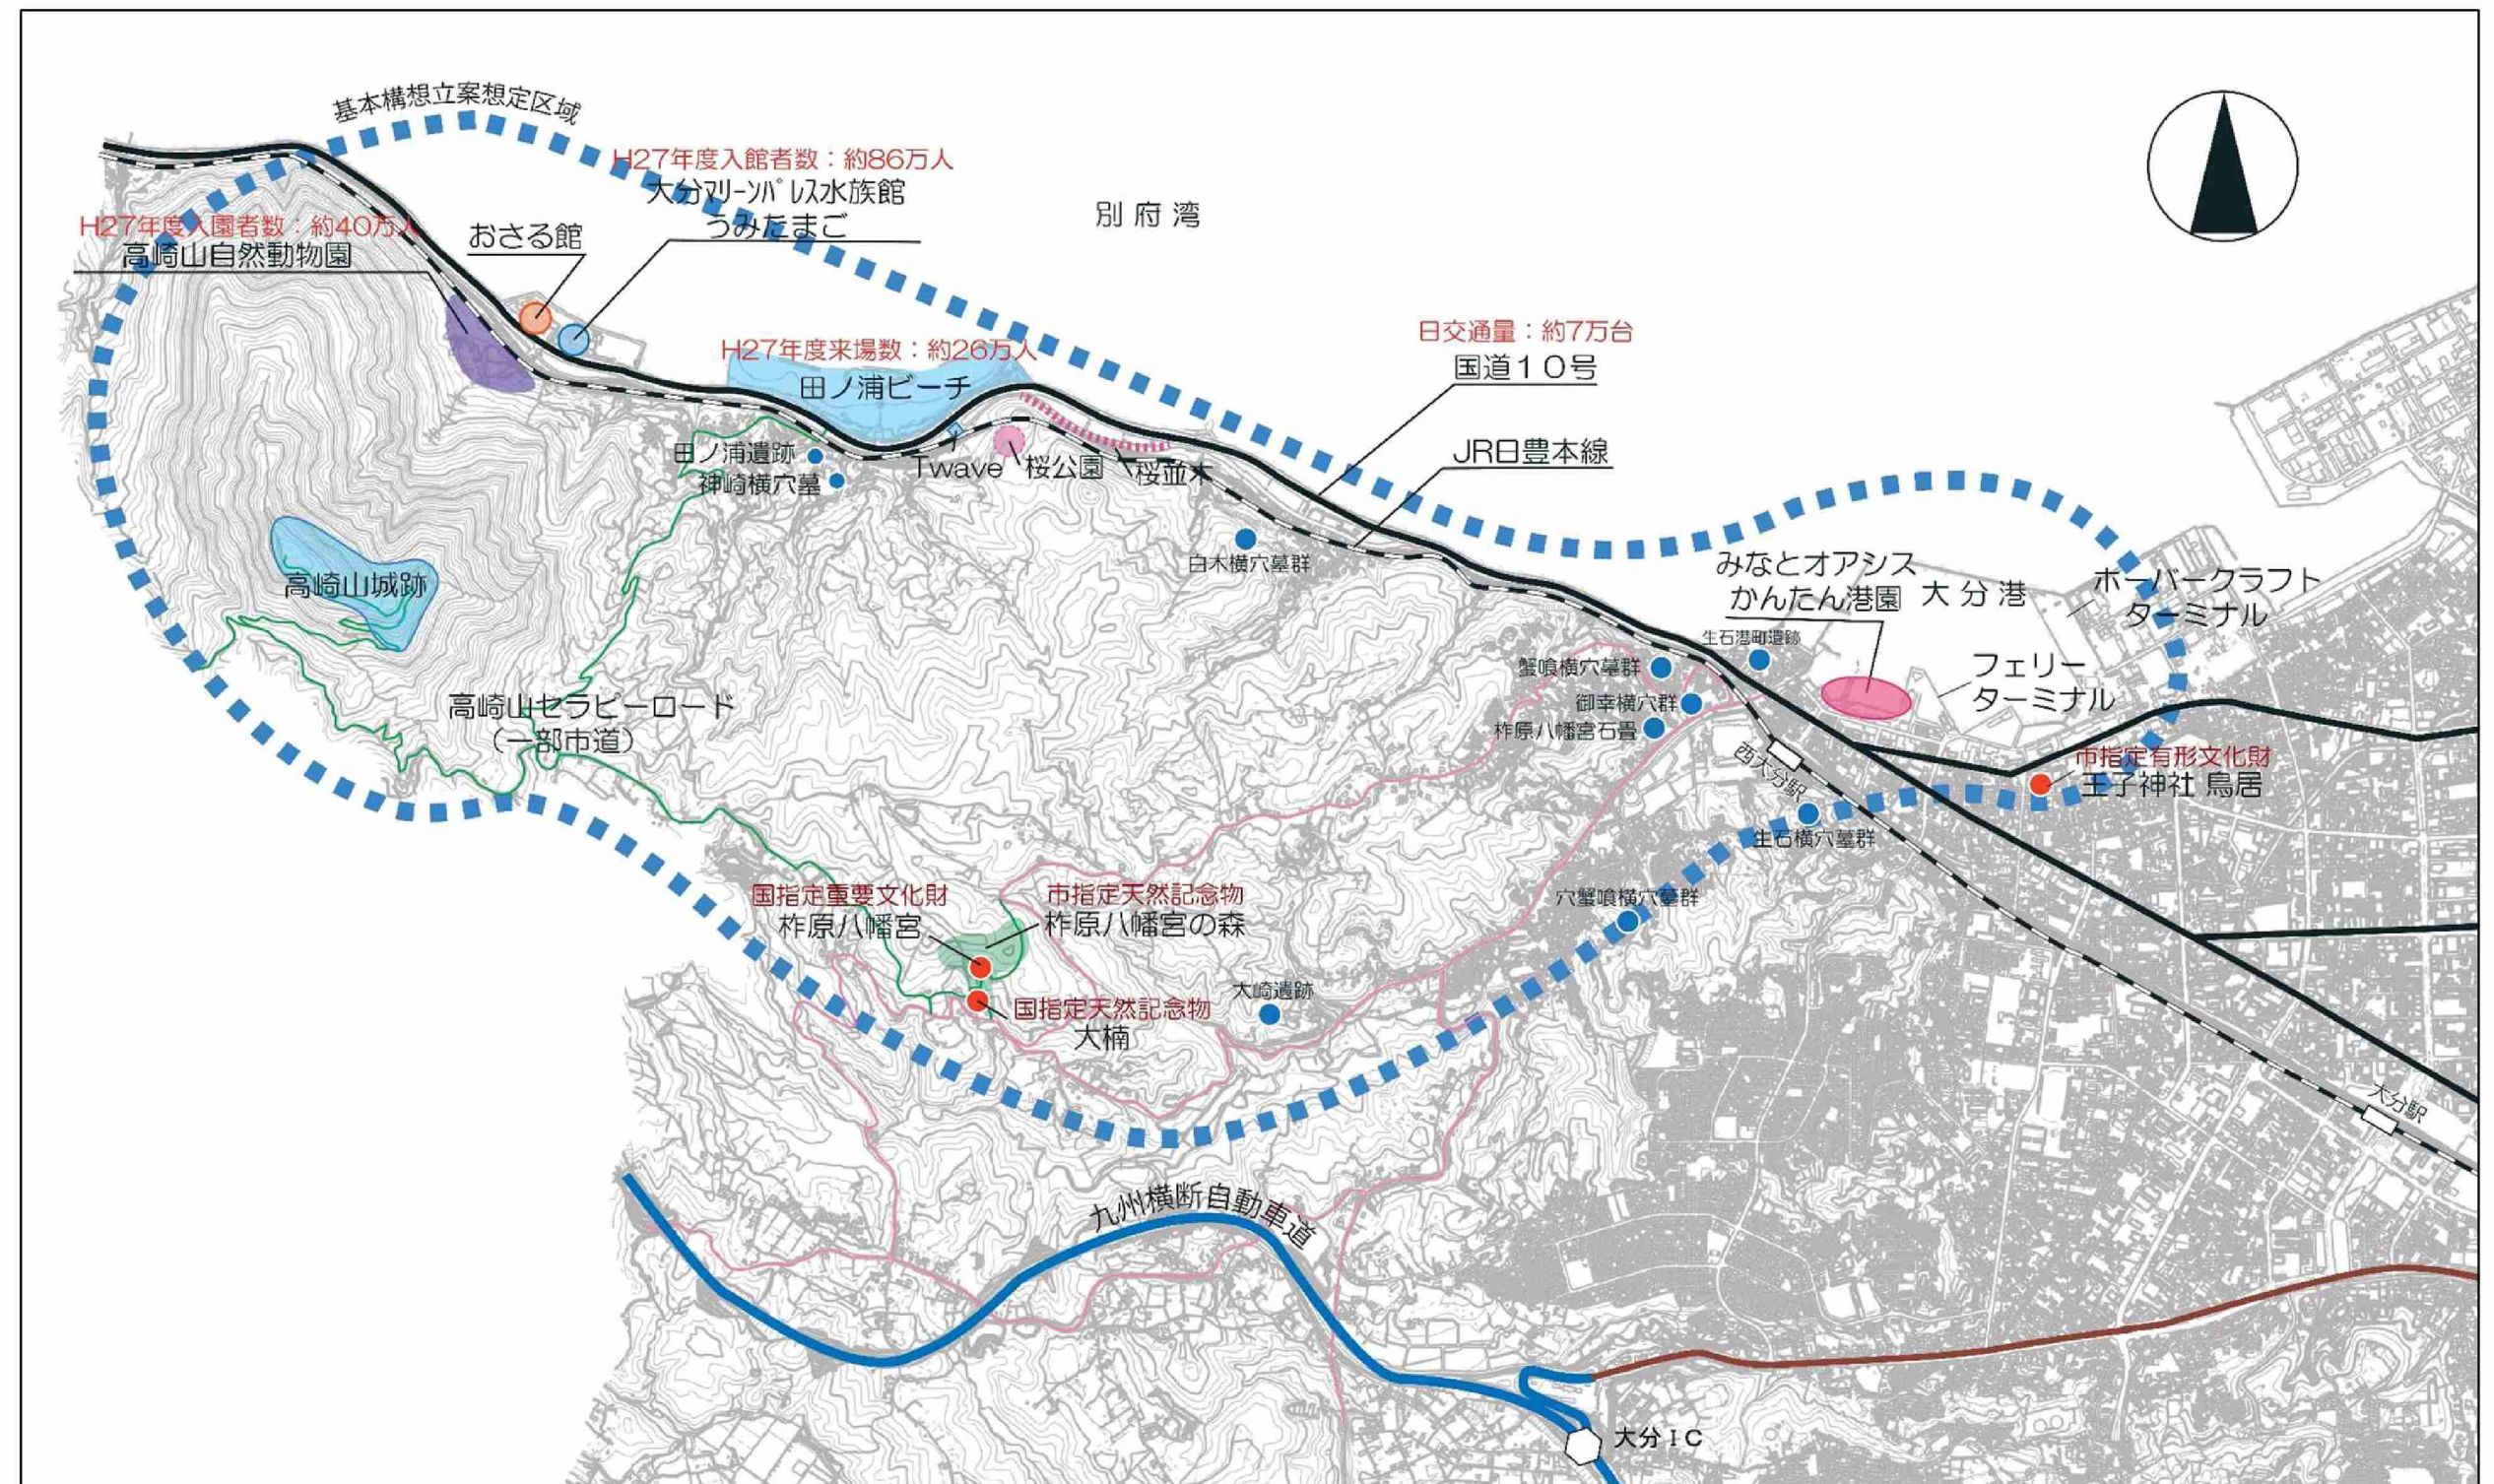 基本構想立案想定区域
H27年度入館者数：約86万人
大分ﾏﾘｰﾝﾊﾟﾚｽ水族館
うみたまご
別府湾
H27年度入園者数：約40万人
高崎山自然動物園
おさる館
日交通量：約7万台
国道１０号
H27年度来場数：約26万人
田ノ浦ビーチ
JR日豊本線
田ノ浦遺跡
神崎横穴墓
Twave
桜公園
桜並木
白木横穴墓群
高崎山城跡
みなとオアシス
かんたん港園
大分港
ホーバークラフト
ターミナル
生石港町遺跡
蟹喰横穴墓群
御幸横穴群
柞原八幡宮石畳
フェリー
ターミナル
高崎山セラピーロード
（一部市道）
西大分駅
市指定有形文化財
王子神社 鳥居
生石横穴墓群
国指定重要文化財
柞原八幡宮
市指定天然記念物
柞原八幡宮の森
穴蟹喰横穴墓群
国指定天然記念物
大楠
大崎遺跡
大分駅
九州横断自動車道
大分ＩＣ